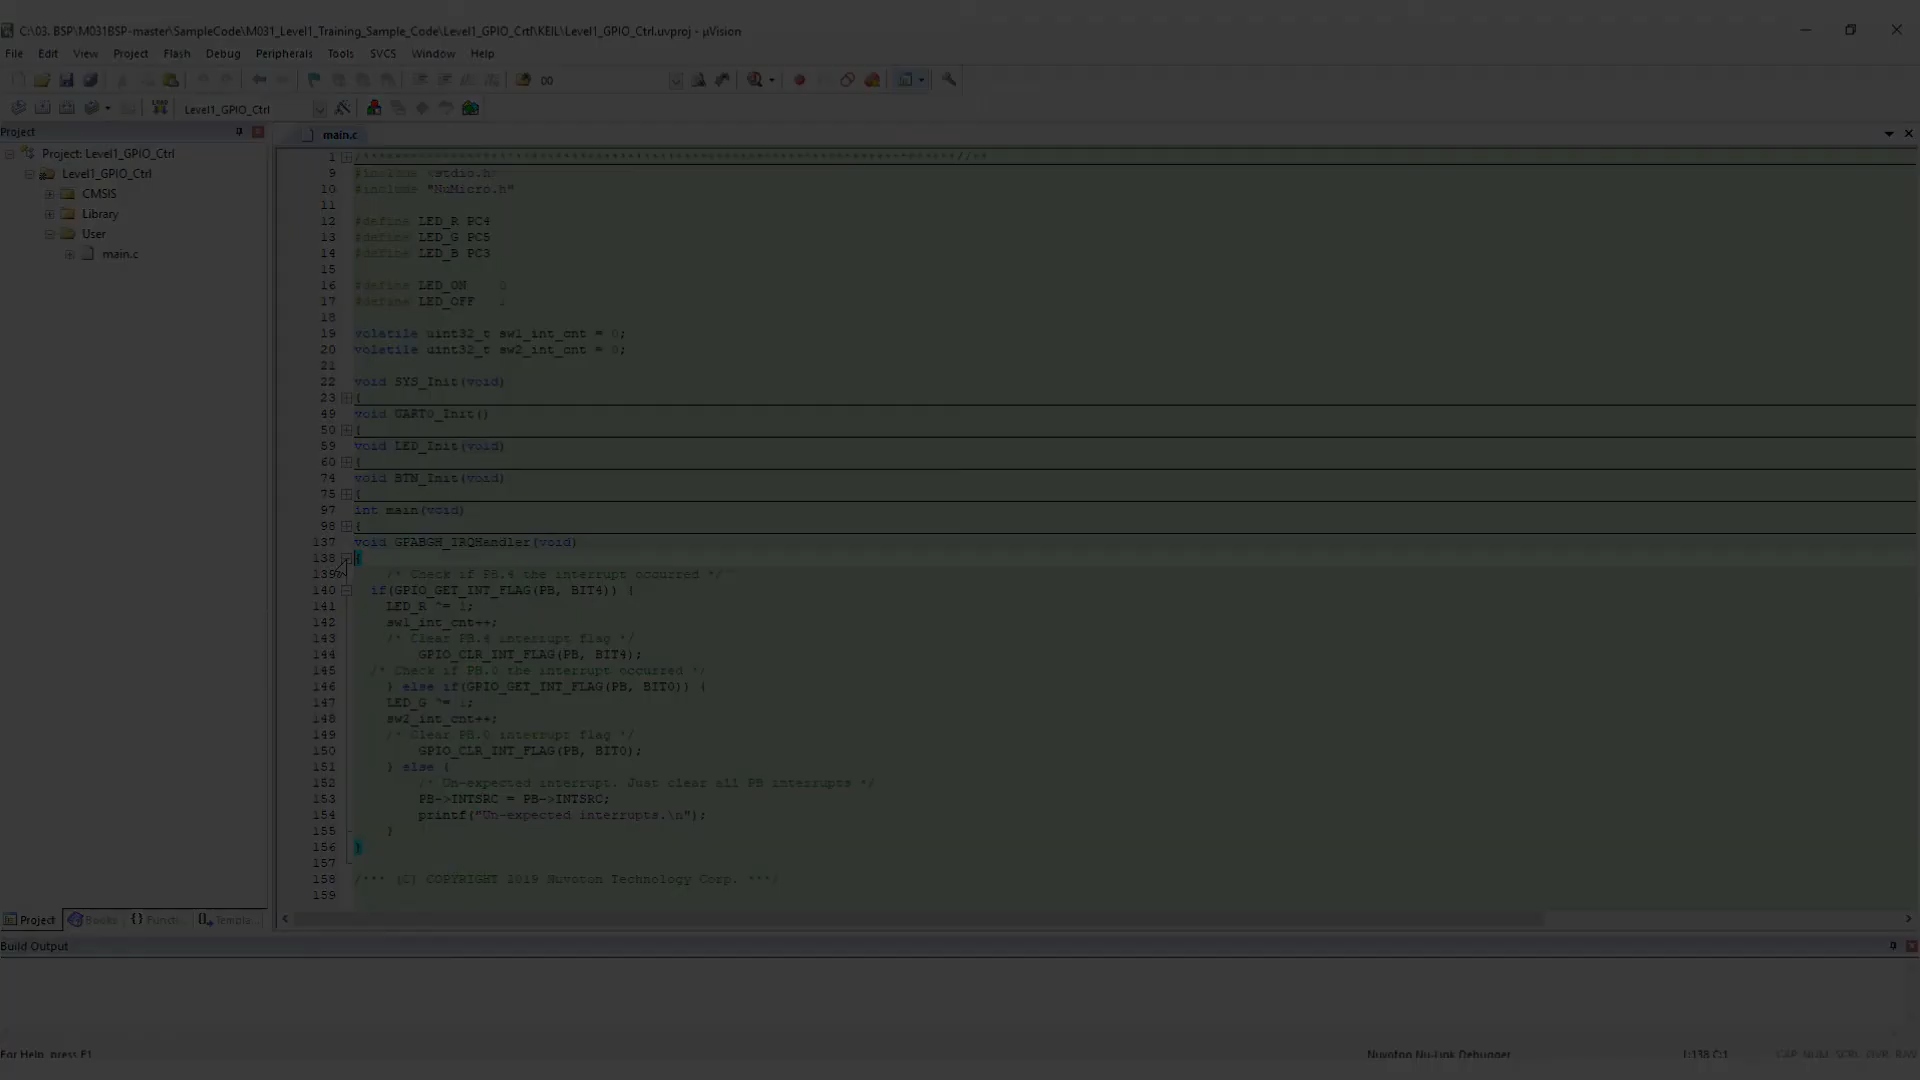 C:\03. BSP\M031BSP-master\SampleCode\M031_Level1_Training_Sample_Code\Level1_GPIO_Crtl\KEIL\Level1_GPIO_Ctrl.uvproj - µVision
File Edit View Project Flash Debug Peripherals Tools SVCS Window Help
LOAD Level1_GPIO_Ctrl
Project
main.c
Project: Level1_GPIO_Ctrl
Level1_GPIO_Ctrl
CMSIS
Library
User
main.c
1
9 #include <stdio.h>
10 #include "NuMicro.h"
11
12 #define LED_R PC4
13 #define LED_G PC5
14 #define LED_B PC3
15
16 #define LED_ON 0
17 #define LED_OFF 1
18
19 volatile uint32_t sw1_int_cnt = 0;
20 volatile uint32_t sw2_int_cnt = 0;
21
22 void SYS_Init(void)
23 {
49 void UART0_Init()
50 {
59 void LED_Init(void)
60 {
74 void BTN_Init(void)
75 {
97 int main(void)
98 {
137 void GPABGH_IRQHandler(void)
138 {
139 /* Check if PB.4 the interrupt occurred */
140 if(GPIO_GET_INT_FLAG(PB, BIT4)) {
141 LED_R ^= 1;
142 sw1_int_cnt++;
143 /* Clear PB.4 interrupt flag */
144 GPIO_CLR_INT_FLAG(PB, BIT4);
145 /* Check if PB.0 the interrupt occurred */
146 } else if(GPIO_GET_INT_FLAG(PB, BIT0)) {
147 LED_G ^= 1;
148 sw2_int_cnt++;
149 /* Clear PB.0 interrupt flag */
150 GPIO_CLR_INT_FLAG(PB, BIT0);
151 } else {
152 /* Un-expected interrupt. Just clear all PB interrupts */
153 PB->INTSRC = PB->INTSRC;
154 printf("Un-expected interrupts.\n");
155 }
156 }
157
158 /*** (C) COPYRIGHT 2019 Nuvoton Technology Corp. ***/
159
Project Books {} Functi... Templa...
Build Output
For Help, press F1 Nuvoton Nu-Link Debugger L:138 C:1 CAP NUM SCRL OVR R/W